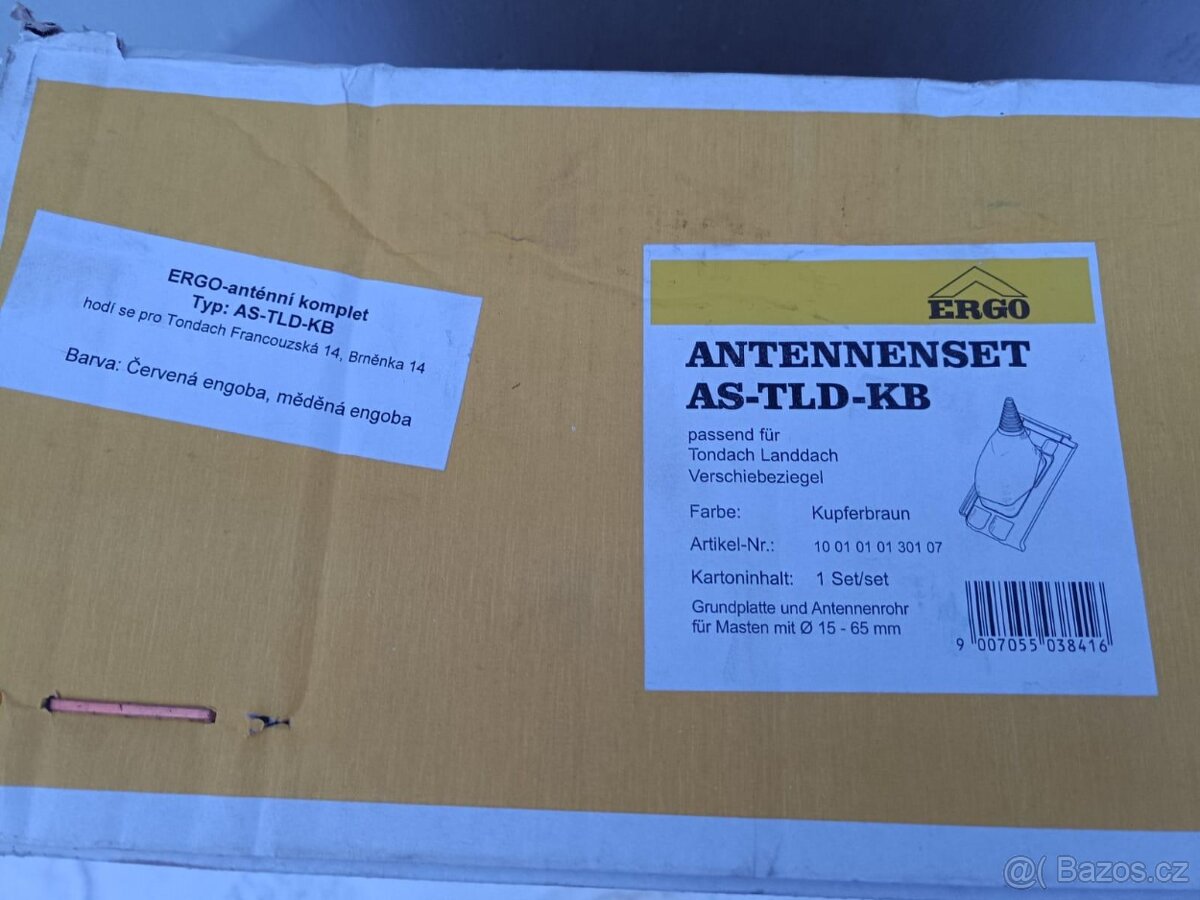 ERGO-anténní komplet
Typ: AS-TLD-KB
hodí se pro Tondach Francouzská 14, Brněnka 14
Barva: Červená engoba, měděná engoba
ERGO
ANTENNENSET
AS-TLD-KB
passend für
Tondach Landdach
Verschiebeziegel
Farbe: Kupferbraun
Artikel-Nr.: 10 01 01 01 301 07
Kartoninhalt: 1 Set/set
Grundplatte und Antennenrohr
für Masten mit Ø 15 - 65 mm
9 007055 038416
@( Bazos.cz